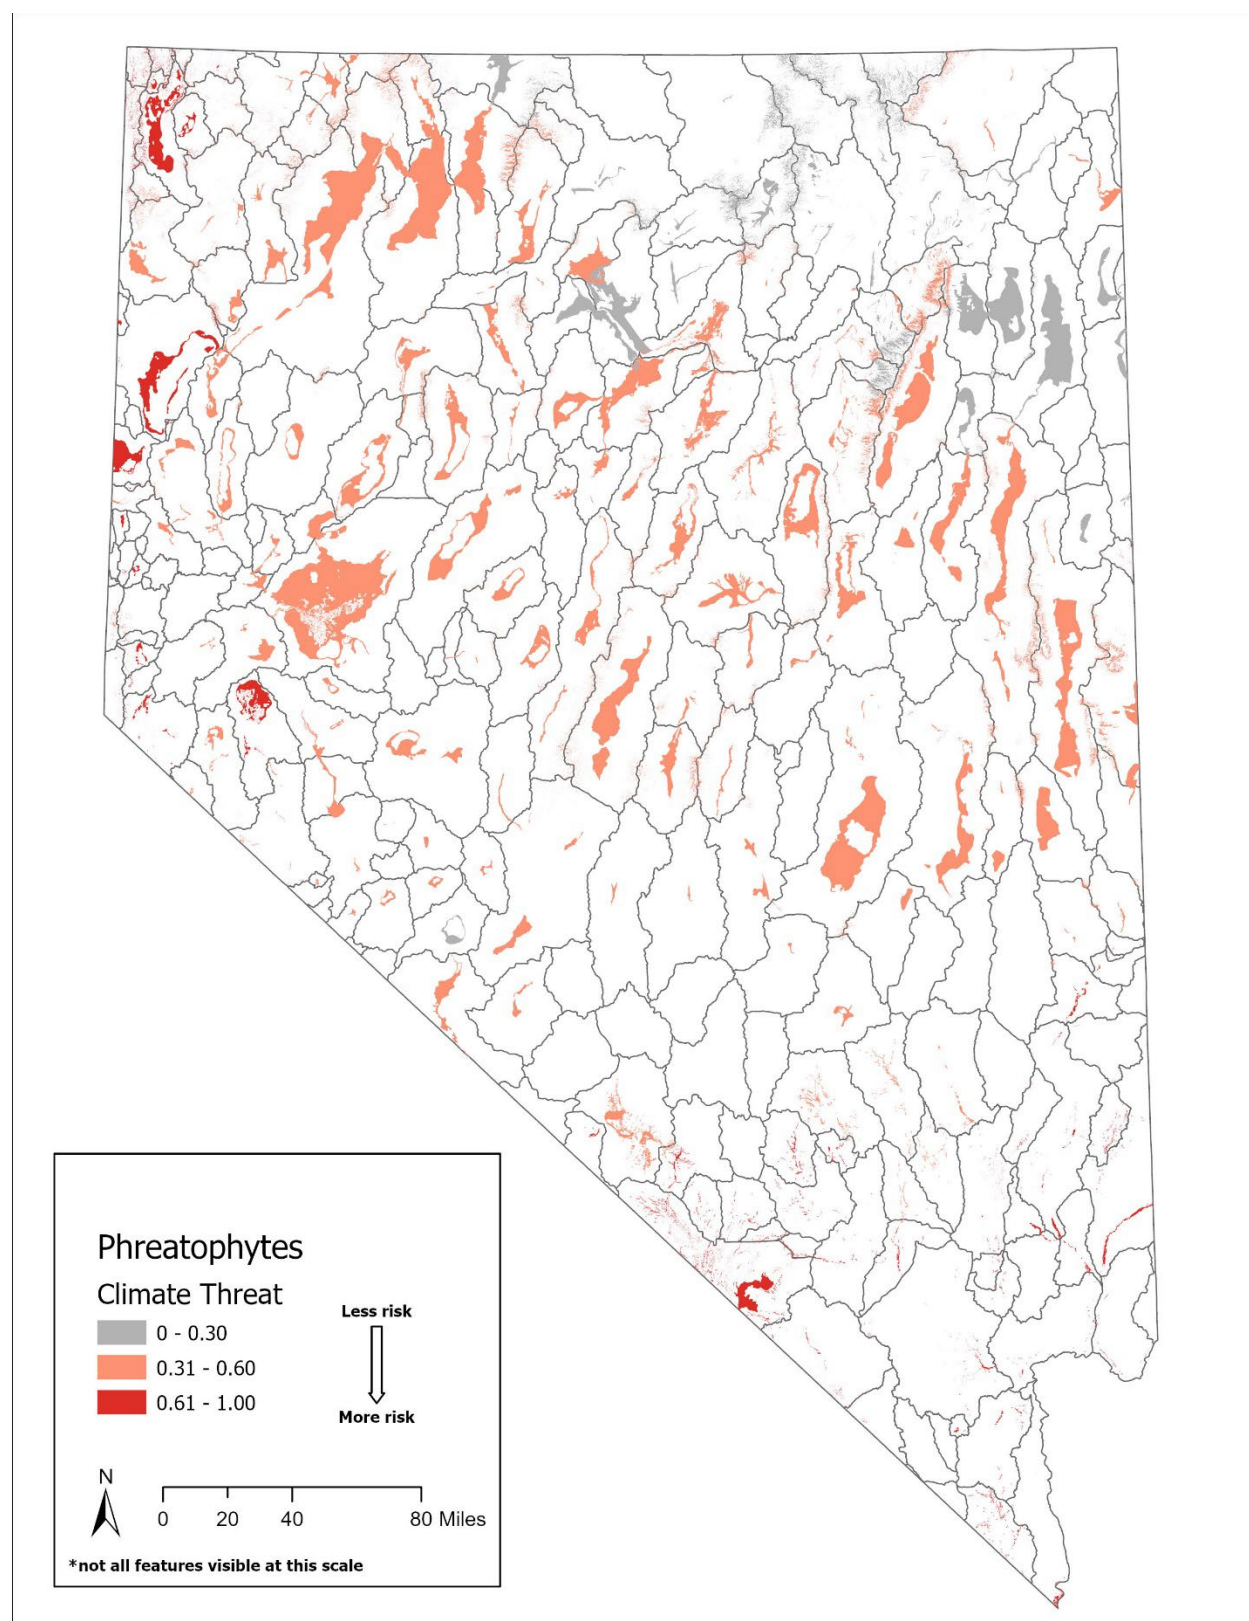 Phreatophytes
Climate Threat
0 - 0.30
0.31 - 0.60
0.61 - 1.00
Less risk
More risk
N
0 20 40 80 Miles
*not all features visible at this scale